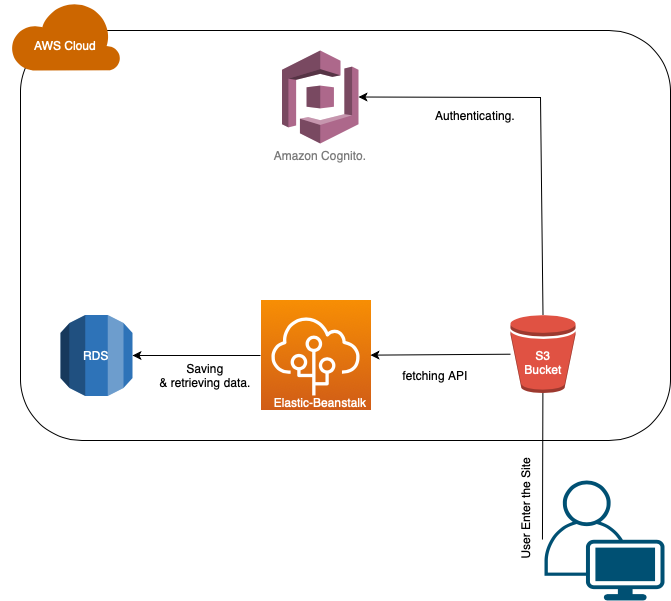 AWS Cloud
Authenticating.
Amazon Cognito.
RDS
Saving
& retrieving data.
Elastic-Beanstalk
fetching API
S3
Bucket
User Enter the Site